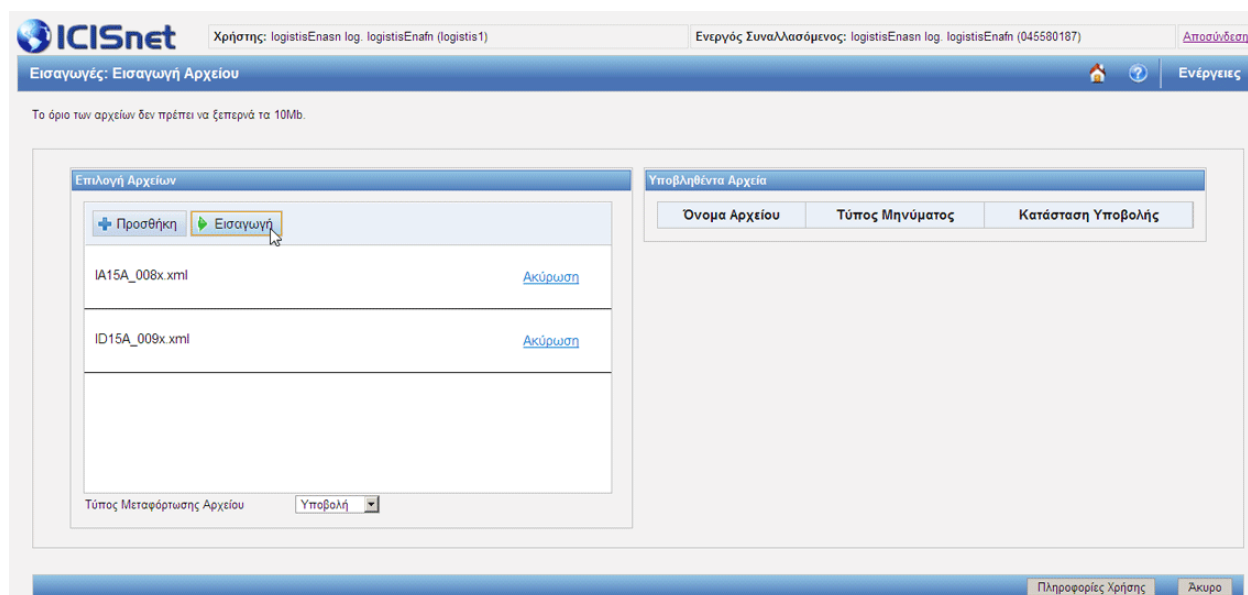 ICISnet
Χρήστης: logistisEnasn log. logistisEnafn (logistis1)
Ενεργός Συναλλασόμενος: logistisEnasn log. logistisEnafn (045580187)
Αποσύνδεση
Εισαγωγές: Εισαγωγή Αρχείου
Ενέργειες
Το όριο των αρχείων δεν πρέπει να ξεπερνά τα 10Mb.
Επιλογή Αρχείων
Υποβληθέντα Αρχεία
Προσθήκη
Εισαγωγή
Όνομα Αρχείου
Τύπος Μηνύματος
Κατάσταση Υποβολής
IA15A_008x.xml
Ακύρωση
ID15A_009x.xml
Ακύρωση
Τύπος Μεταφόρτωσης Αρχείου
Υποβολή
Πληροφορίες Χρήσης
Άκυρο